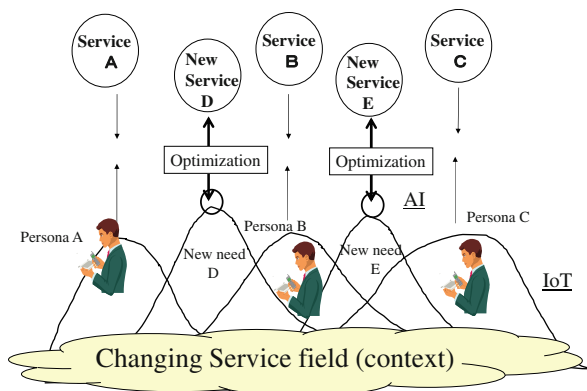 Service
A
New
Service
D
Service
B
New
Service
E
Service
C
Optimization
Optimization
AI
Persona A
Persona B
Persona C
New need
D
New need
E
IoT
Changing Service field (context)